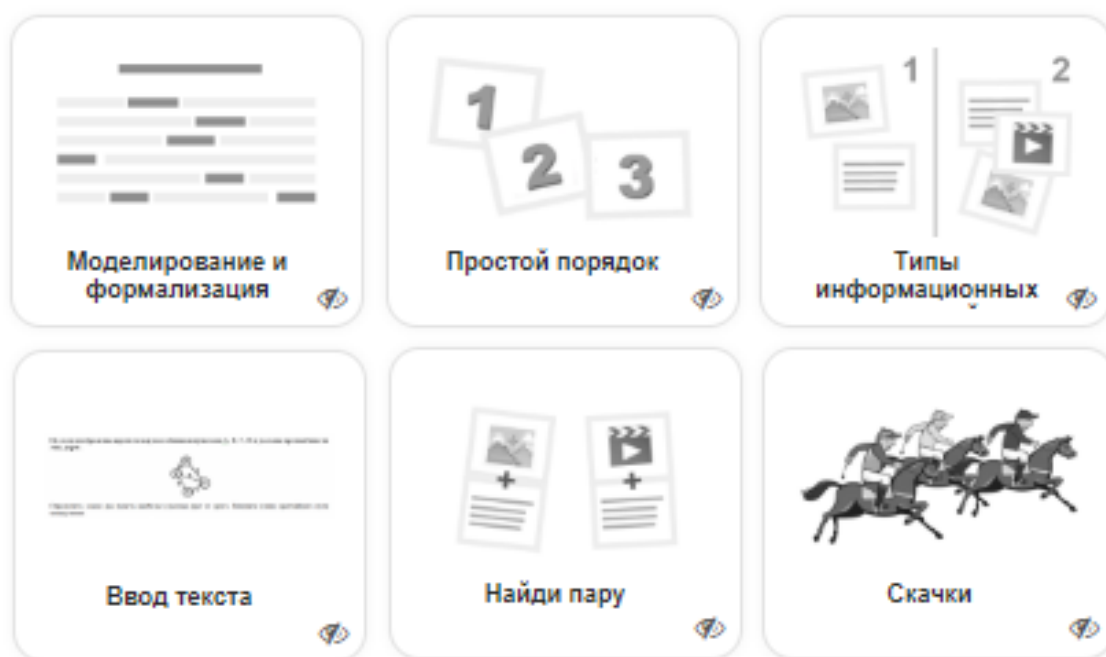 Моделирование и
формализация
1
2
3
Простой порядок
1
2
Типы
информационных
Ввод текста
Найди пару
Скачки